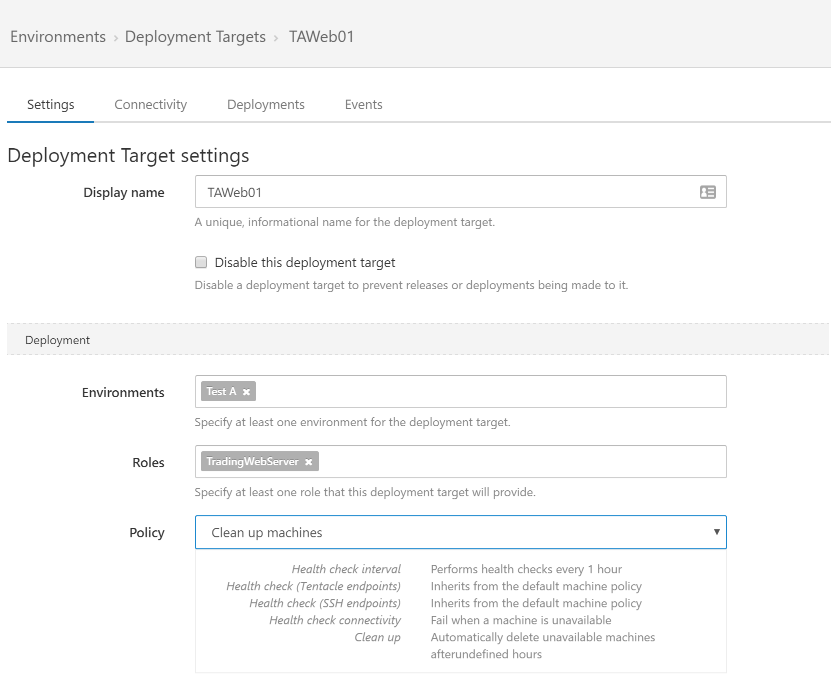 Environments › Deployment Targets › TAWeb01
Settings Connectivity Deployments Events
Deployment Target settings
Display name TAWeb01
A unique, informational name for the deployment target.
Disable this deployment target
Disable a deployment target to prevent releases or deployments being made to it.
Deployment
Environments Test A ×
Specify at least one environment for the deployment target.
Roles TradingWebServer ×
Specify at least one role that this deployment target will provide.
Policy Clean up machines
Health check interval Performs health checks every 1 hour
Health check (Tentacle endpoints) Inherits from the default machine policy
Health check (SSH endpoints) Inherits from the default machine policy
Health check connectivity Fail when a machine is unavailable
Clean up Automatically delete unavailable machines
afterundefined hours